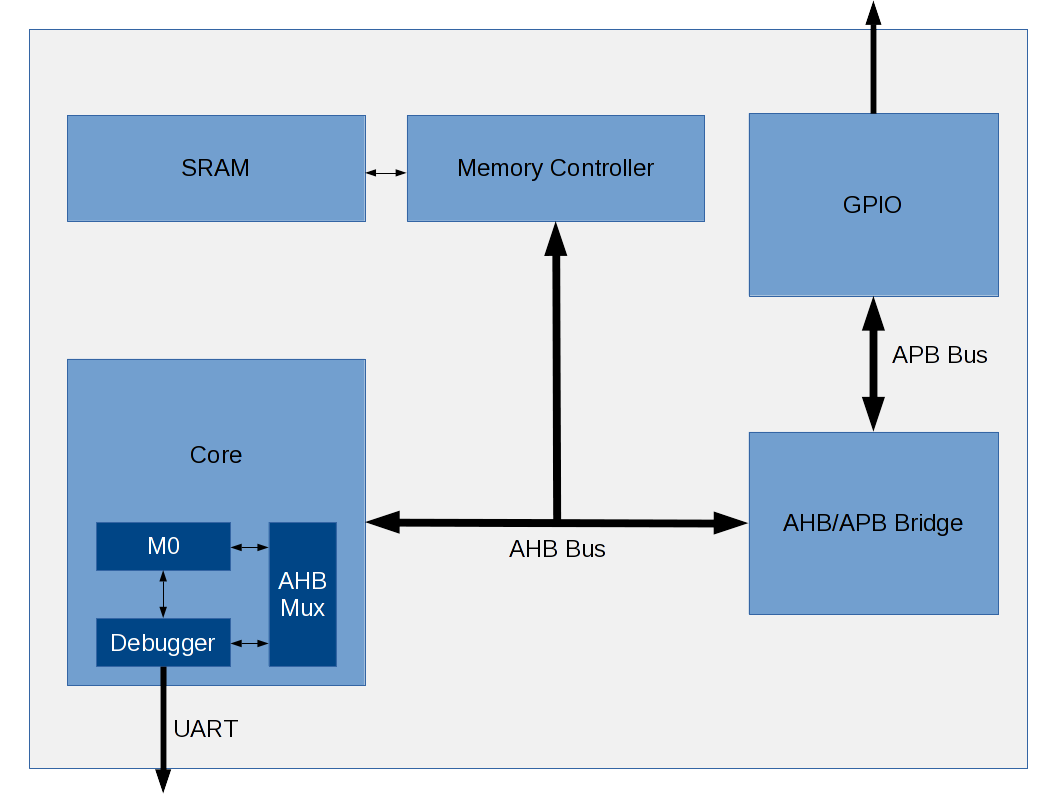 SRAM
Memory Controller
GPIO
APB Bus
Core
AHB/APB Bridge
AHB Bus
M0
AHB
Mux
Debugger
UART